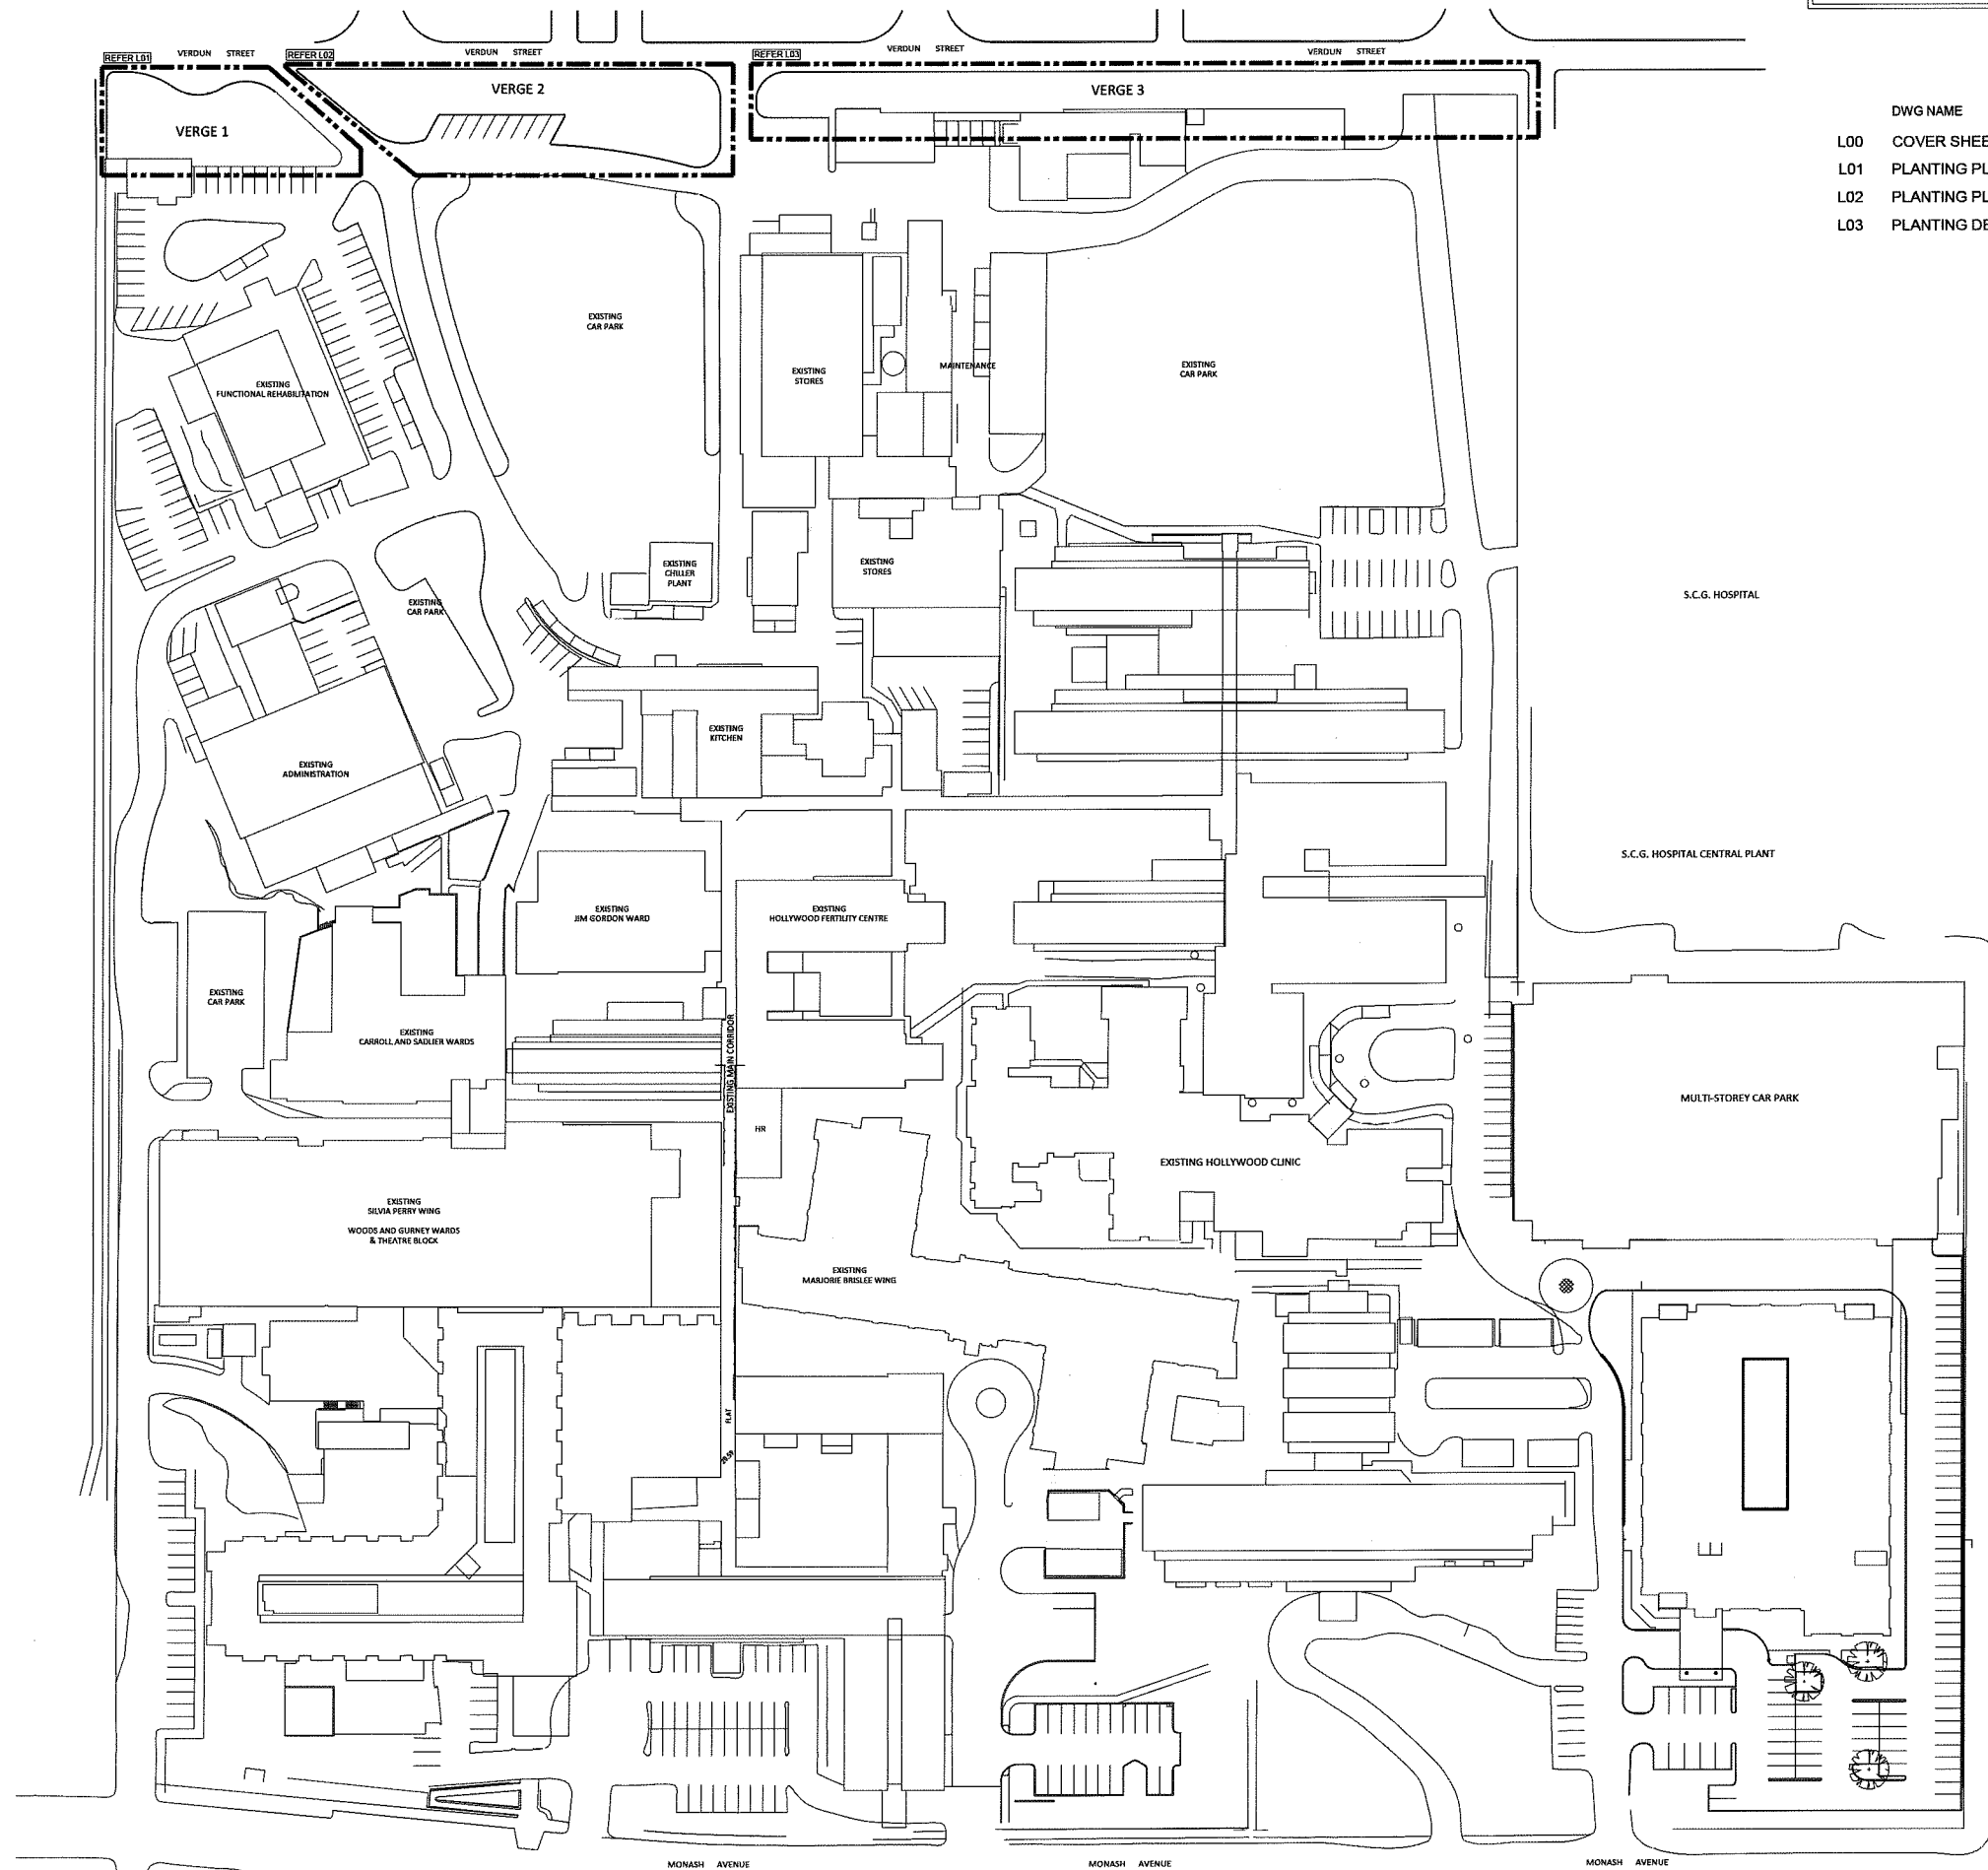 REFER L01
VERDUN STREET
REFER L02
VERDUN STREET
REFER L03
VERDUN STREET
VERDUN STREET
VERGE 1
VERGE 2
VERGE 3
DWG NAME
L00 COVER SHEE
L01 PLANTING PL
L02 PLANTING PL
L03 PLANTING DE
EXISTING
CAR PARK
EXISTING
FUNCTIONAL REHABILITATION
EXISTING
STORES
MAINTENANCE
EXISTING
CAR PARK
EXISTING
CHILLER
PLANT
EXISTING
STORES
EXISTING
CAR PARK
S.C.G. HOSPITAL
EXISTING
KITCHEN
EXISTING
ADMINISTRATION
S.C.G. HOSPITAL CENTRAL PLANT
EXISTING
JIM GORDON WARD
EXISTING
HOLLYWOOD FERTILITY CENTRE
EXISTING
CAR PARK
EXISTING
CARROLL AND SADLIER WARDS
EXISTING MAIN CORRIDOR
HR
MULTI-STOREY CAR PARK
EXISTING HOLLYWOOD CLINIC
EXISTING
SILVIA PERRY WING
WOODS AND GURNEY WARDS
& THEATRE BLOCK
EXISTING
MARJORIE BRISLEE WING
FLAT
MONASH AVENUE
MONASH AVENUE
MONASH AVENUE